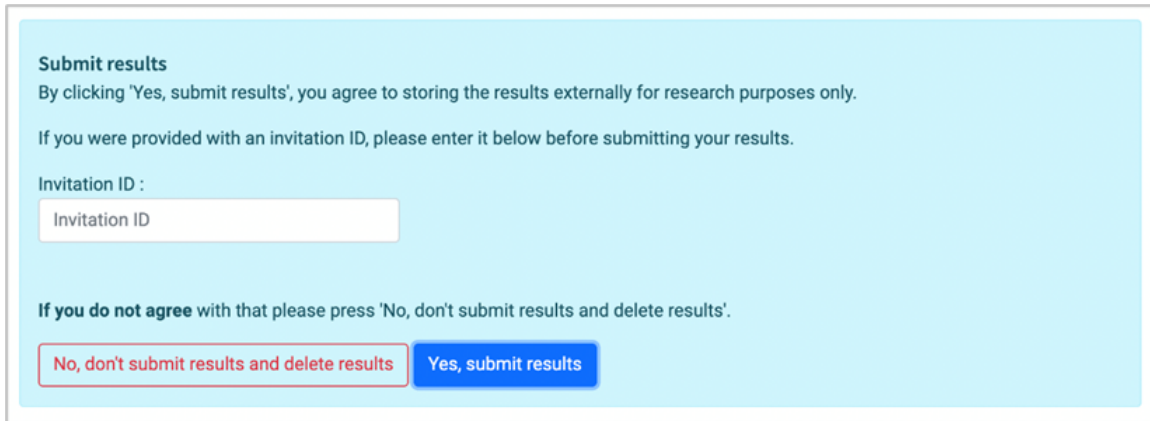 Submit results
By clicking 'Yes, submit results', you agree to storing the results externally for research purposes only.
If you were provided with an invitation ID, please enter it below before submitting your results.
Invitation ID :
Invitation ID
If you do not agree with that please press 'No, don't submit results and delete results'.
No, don't submit results and delete results Yes, submit results